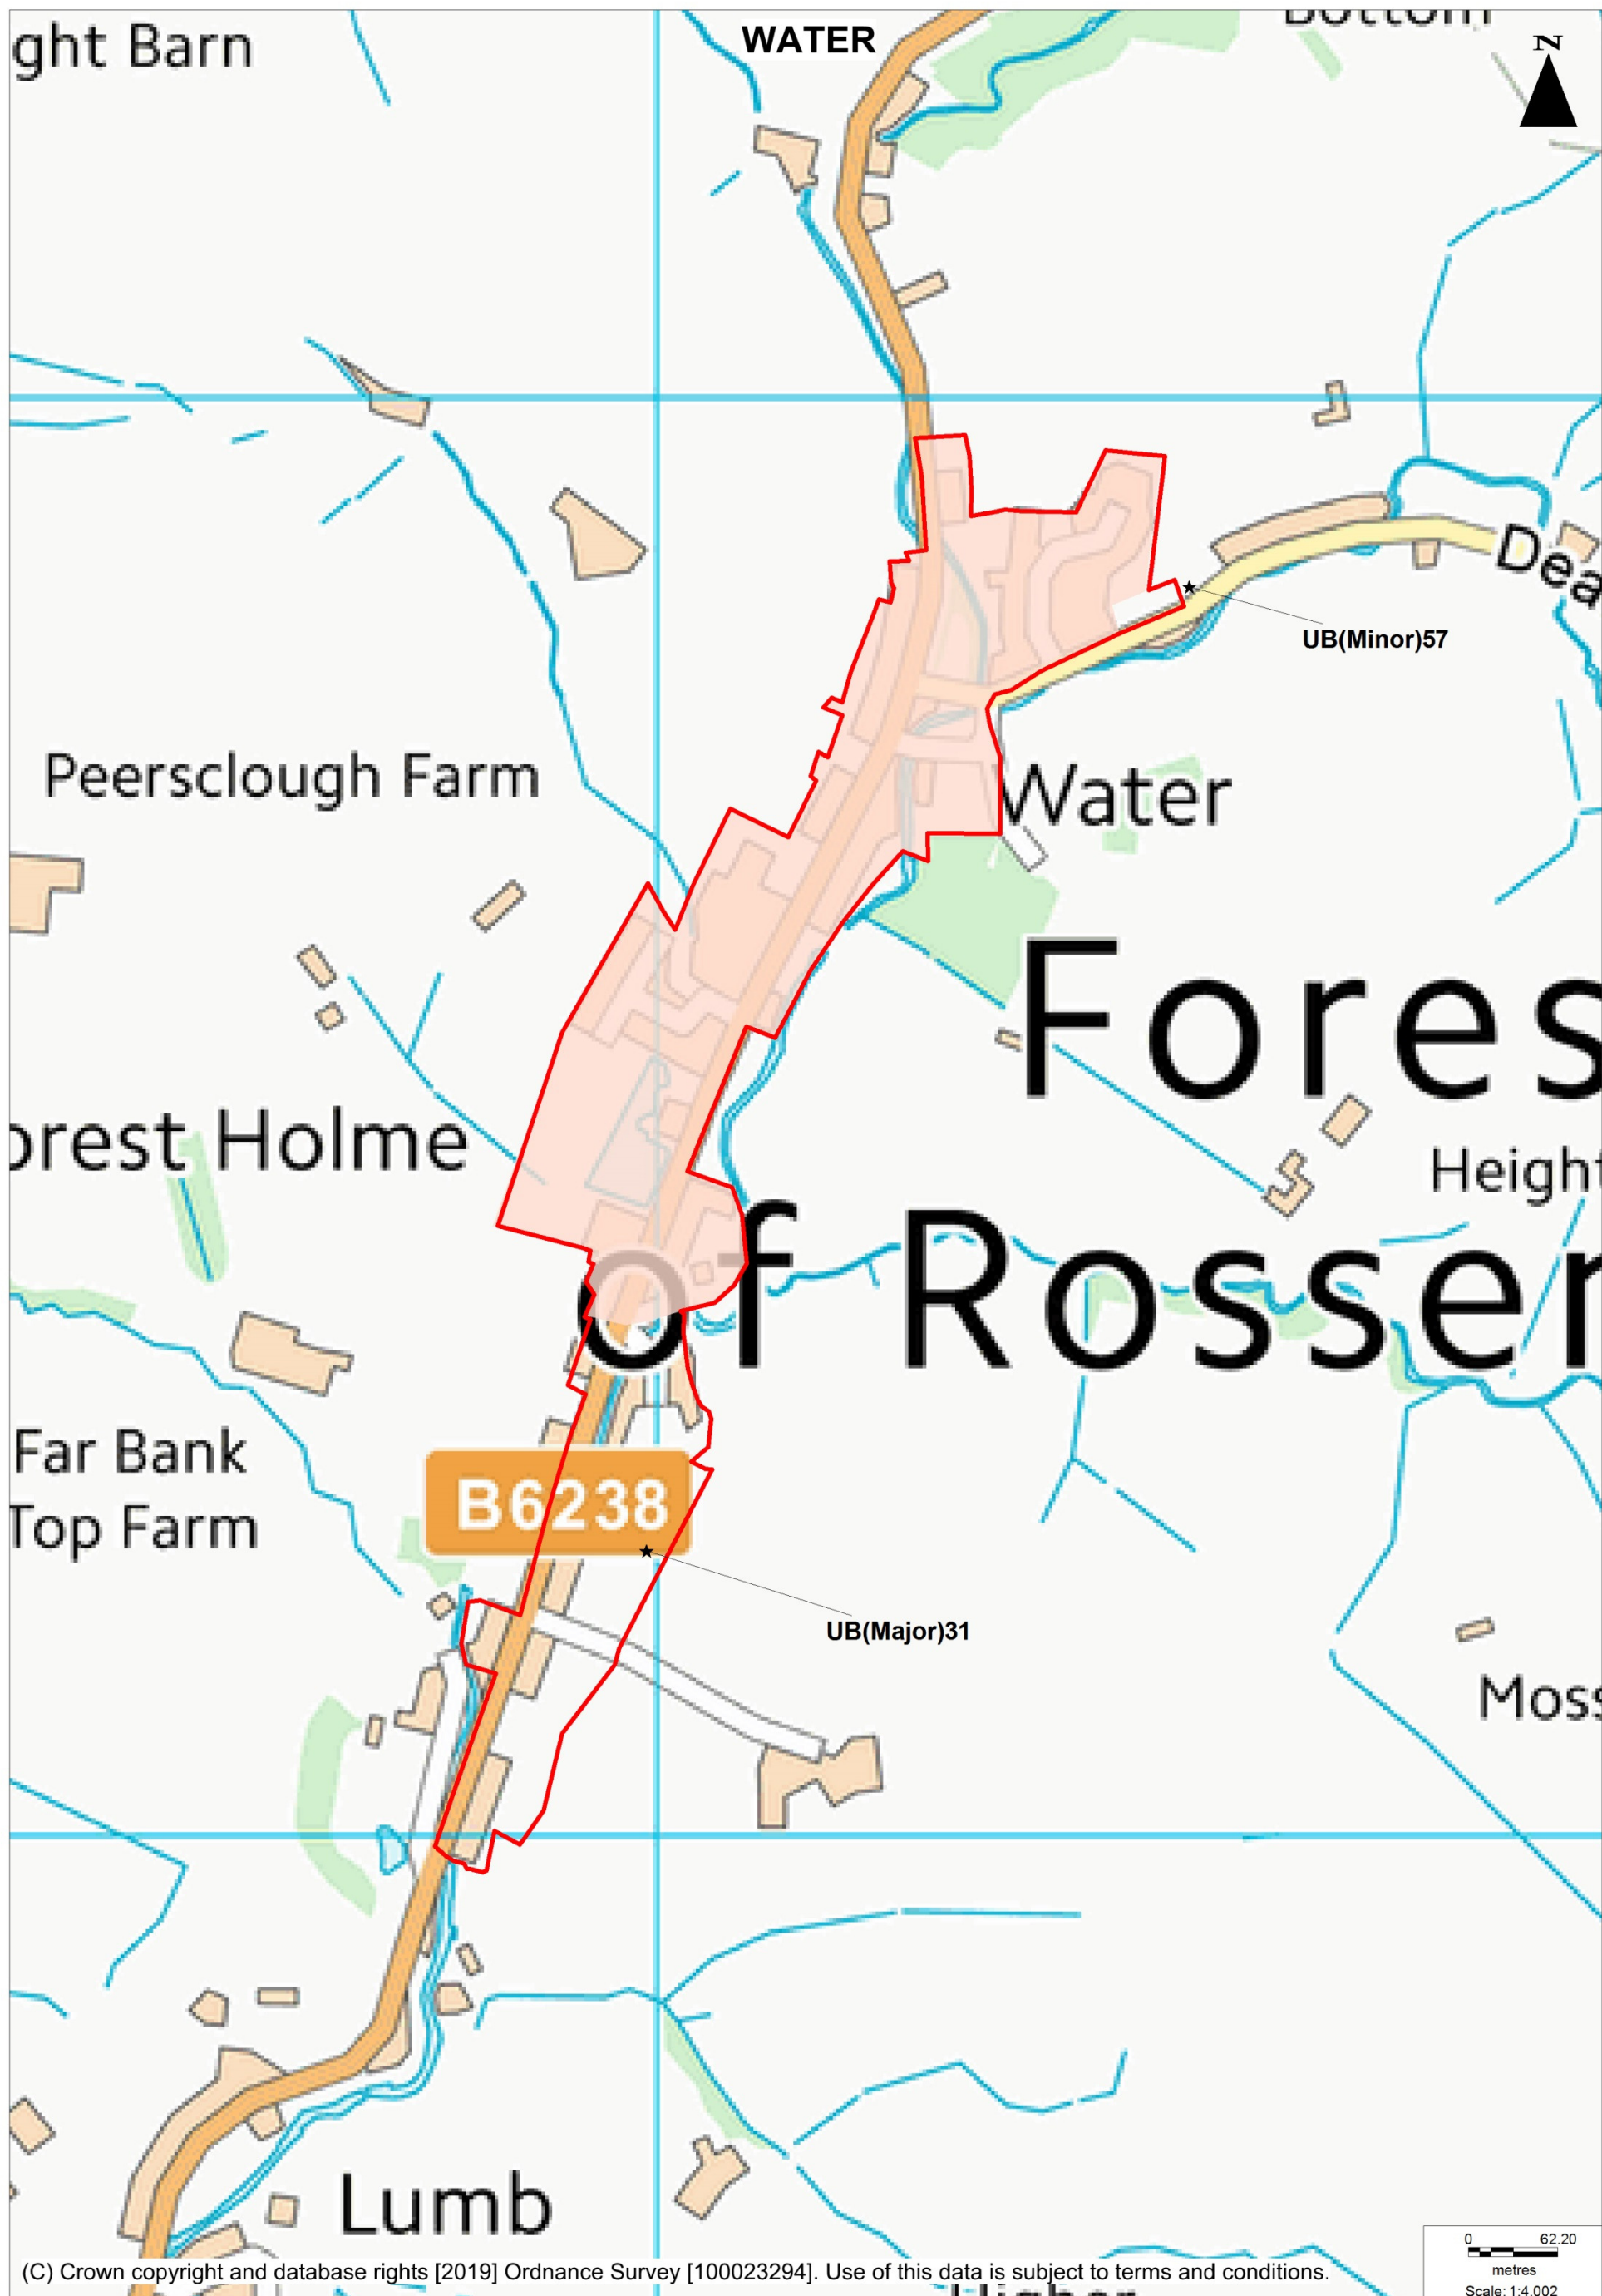 WATER
ght Barn
Bottom
N
Dea
UB(Minor)57
Peersclough Farm
Water
Fores
orest Holme
Height
of Rosser
Far Bank
Top Farm
B6238
UB(Major)31
Moss
Lumb
(C) Crown copyright and database rights [2019] Ordnance Survey [100023294]. Use of this data is subject to terms and conditions.
0 62.20
metres
Scale: 1:4,002